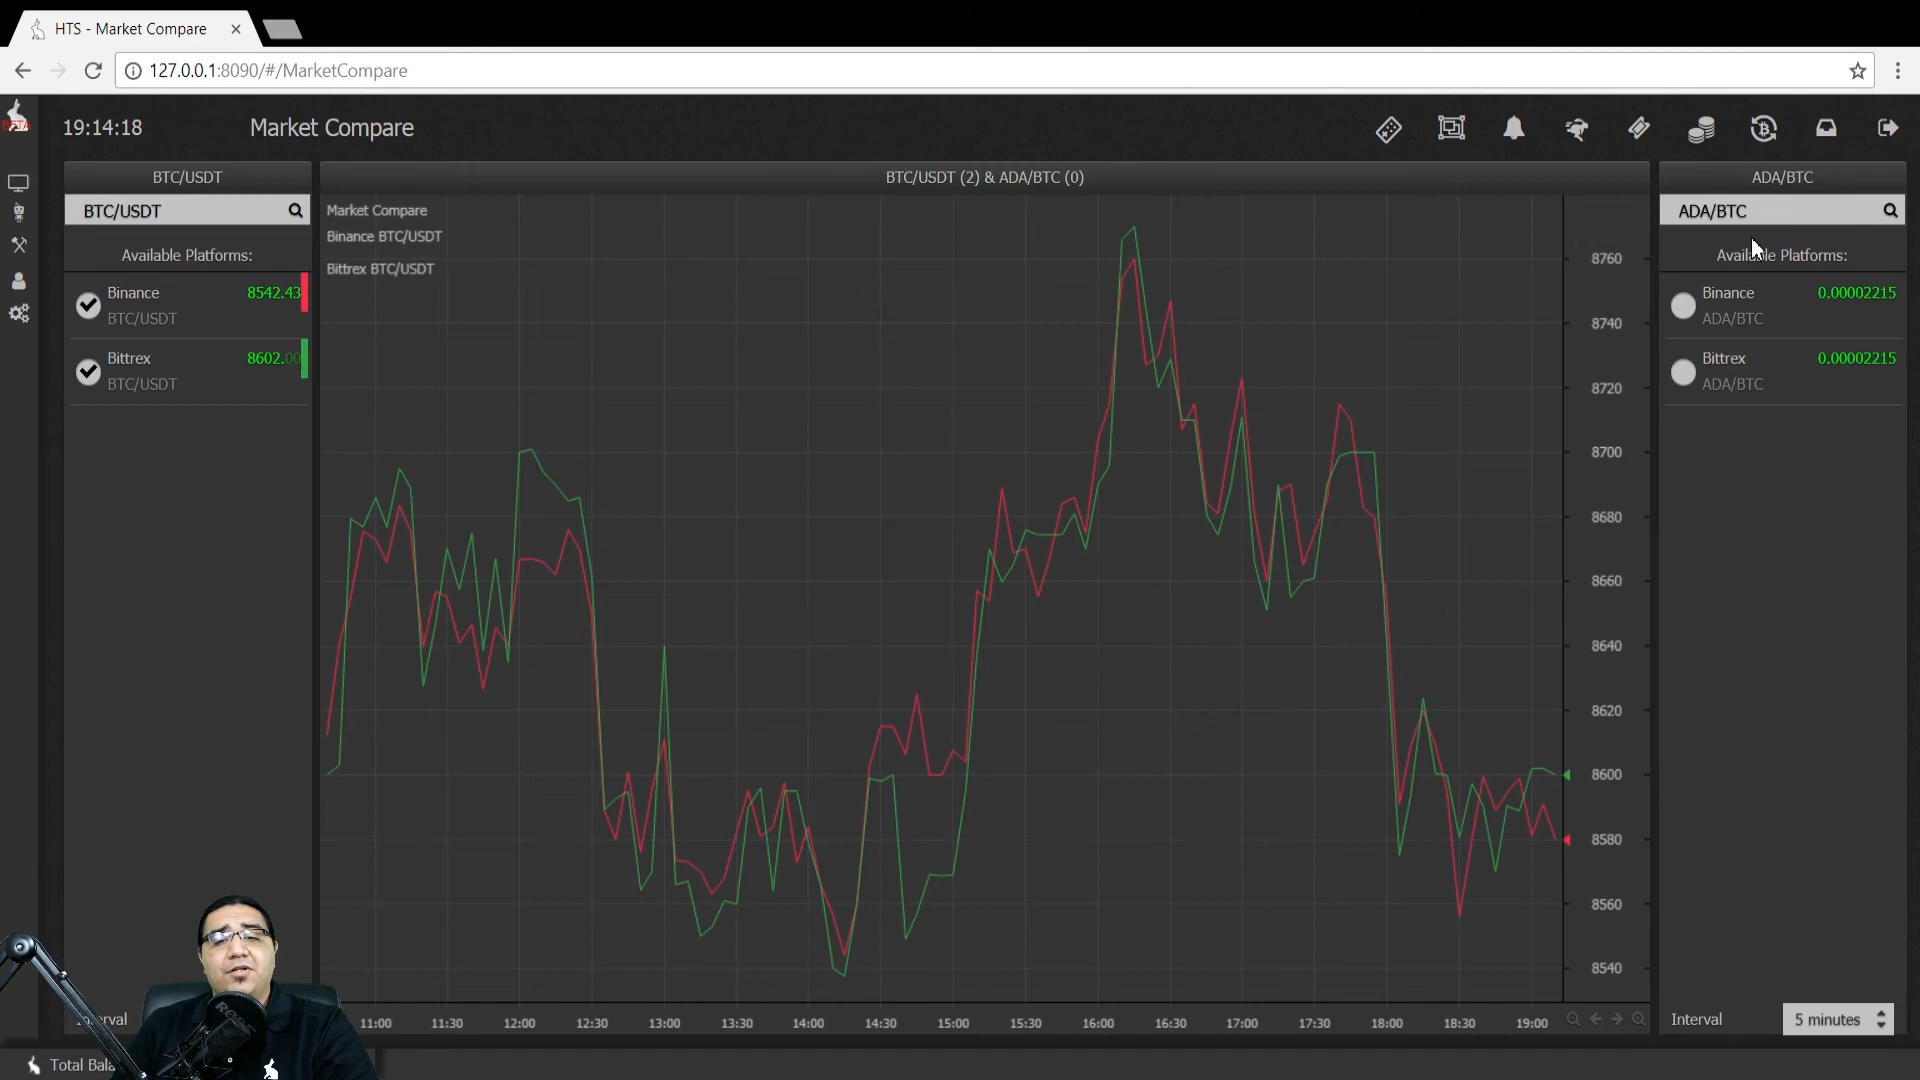 HTS - Market Compare
127.0.0.1:8090/#/MarketCompare
BETA
19:14:18
Market Compare
BTC/USDT
BTC/USDT
Available Platforms:
Binance 8542.43
BTC/USDT
Bittrex 8602.00
BTC/USDT
BTC/USDT (2) & ADA/BTC (0)
Market Compare
Binance BTC/USDT
Bittrex BTC/USDT
8760
8740
8720
8700
8680
8660
8640
8620
8600
8580
8560
8540
11:00 11:30 12:00 12:30 13:00 13:30 14:00 14:30 15:00 15:30 16:00 16:30 17:00 17:30 18:00 18:30 19:00
ADA/BTC
ADA/BTC
Available Platforms:
Binance 0.00002215
ADA/BTC
Bittrex 0.00002215
ADA/BTC
Interval 5 minutes
RODE
Total